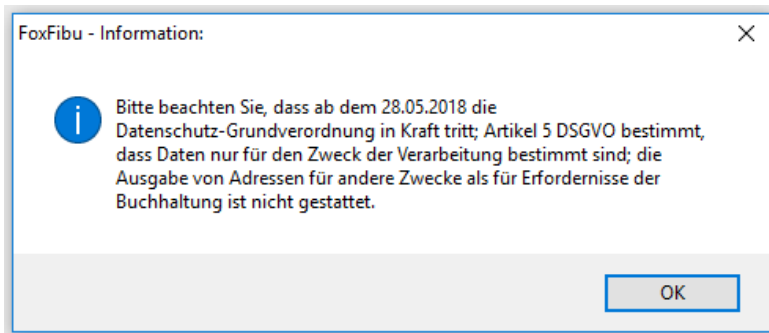 FoxFibu - Information:
Bitte beachten Sie, dass ab dem 28.05.2018 die
Datenschutz-Grundverordnung in Kraft tritt; Artikel 5 DSGVO bestimmt,
dass Daten nur für den Zweck der Verarbeitung bestimmt sind; die
Ausgabe von Adressen für andere Zwecke als für Erfordernisse der
Buchhaltung ist nicht gestattet.
OK